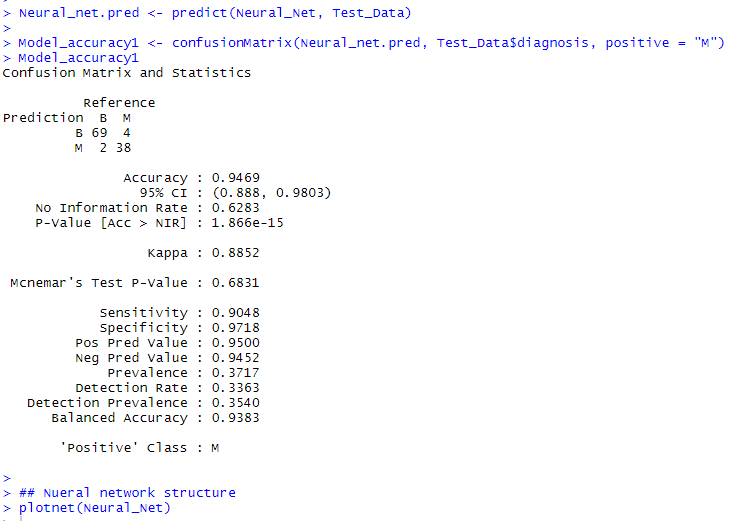 > Neural_net.pred <- predict(Neural_Net, Test_Data)
>
> Model_accuracy1 <- confusionMatrix(Neural_net.pred, Test_Data$diagnosis, positive = "M")
> Model_accuracy1
Confusion Matrix and Statistics
Reference
Prediction B M
B 69 4
M 2 38
Accuracy : 0.9469
95% CI : (0.888, 0.9803)
No Information Rate : 0.6283
P-Value [Acc > NIR] : 1.866e-15
Kappa : 0.8852
Mcnemar's Test P-Value : 0.6831
Sensitivity : 0.9048
Specificity : 0.9718
Pos Pred Value : 0.9500
Neg Pred Value : 0.9452
Prevalence : 0.3717
Detection Rate : 0.3363
Detection Prevalence : 0.3540
Balanced Accuracy : 0.9383
'Positive' Class : M
>
> ## Nueral network structure
> plotnet(Neural_Net)